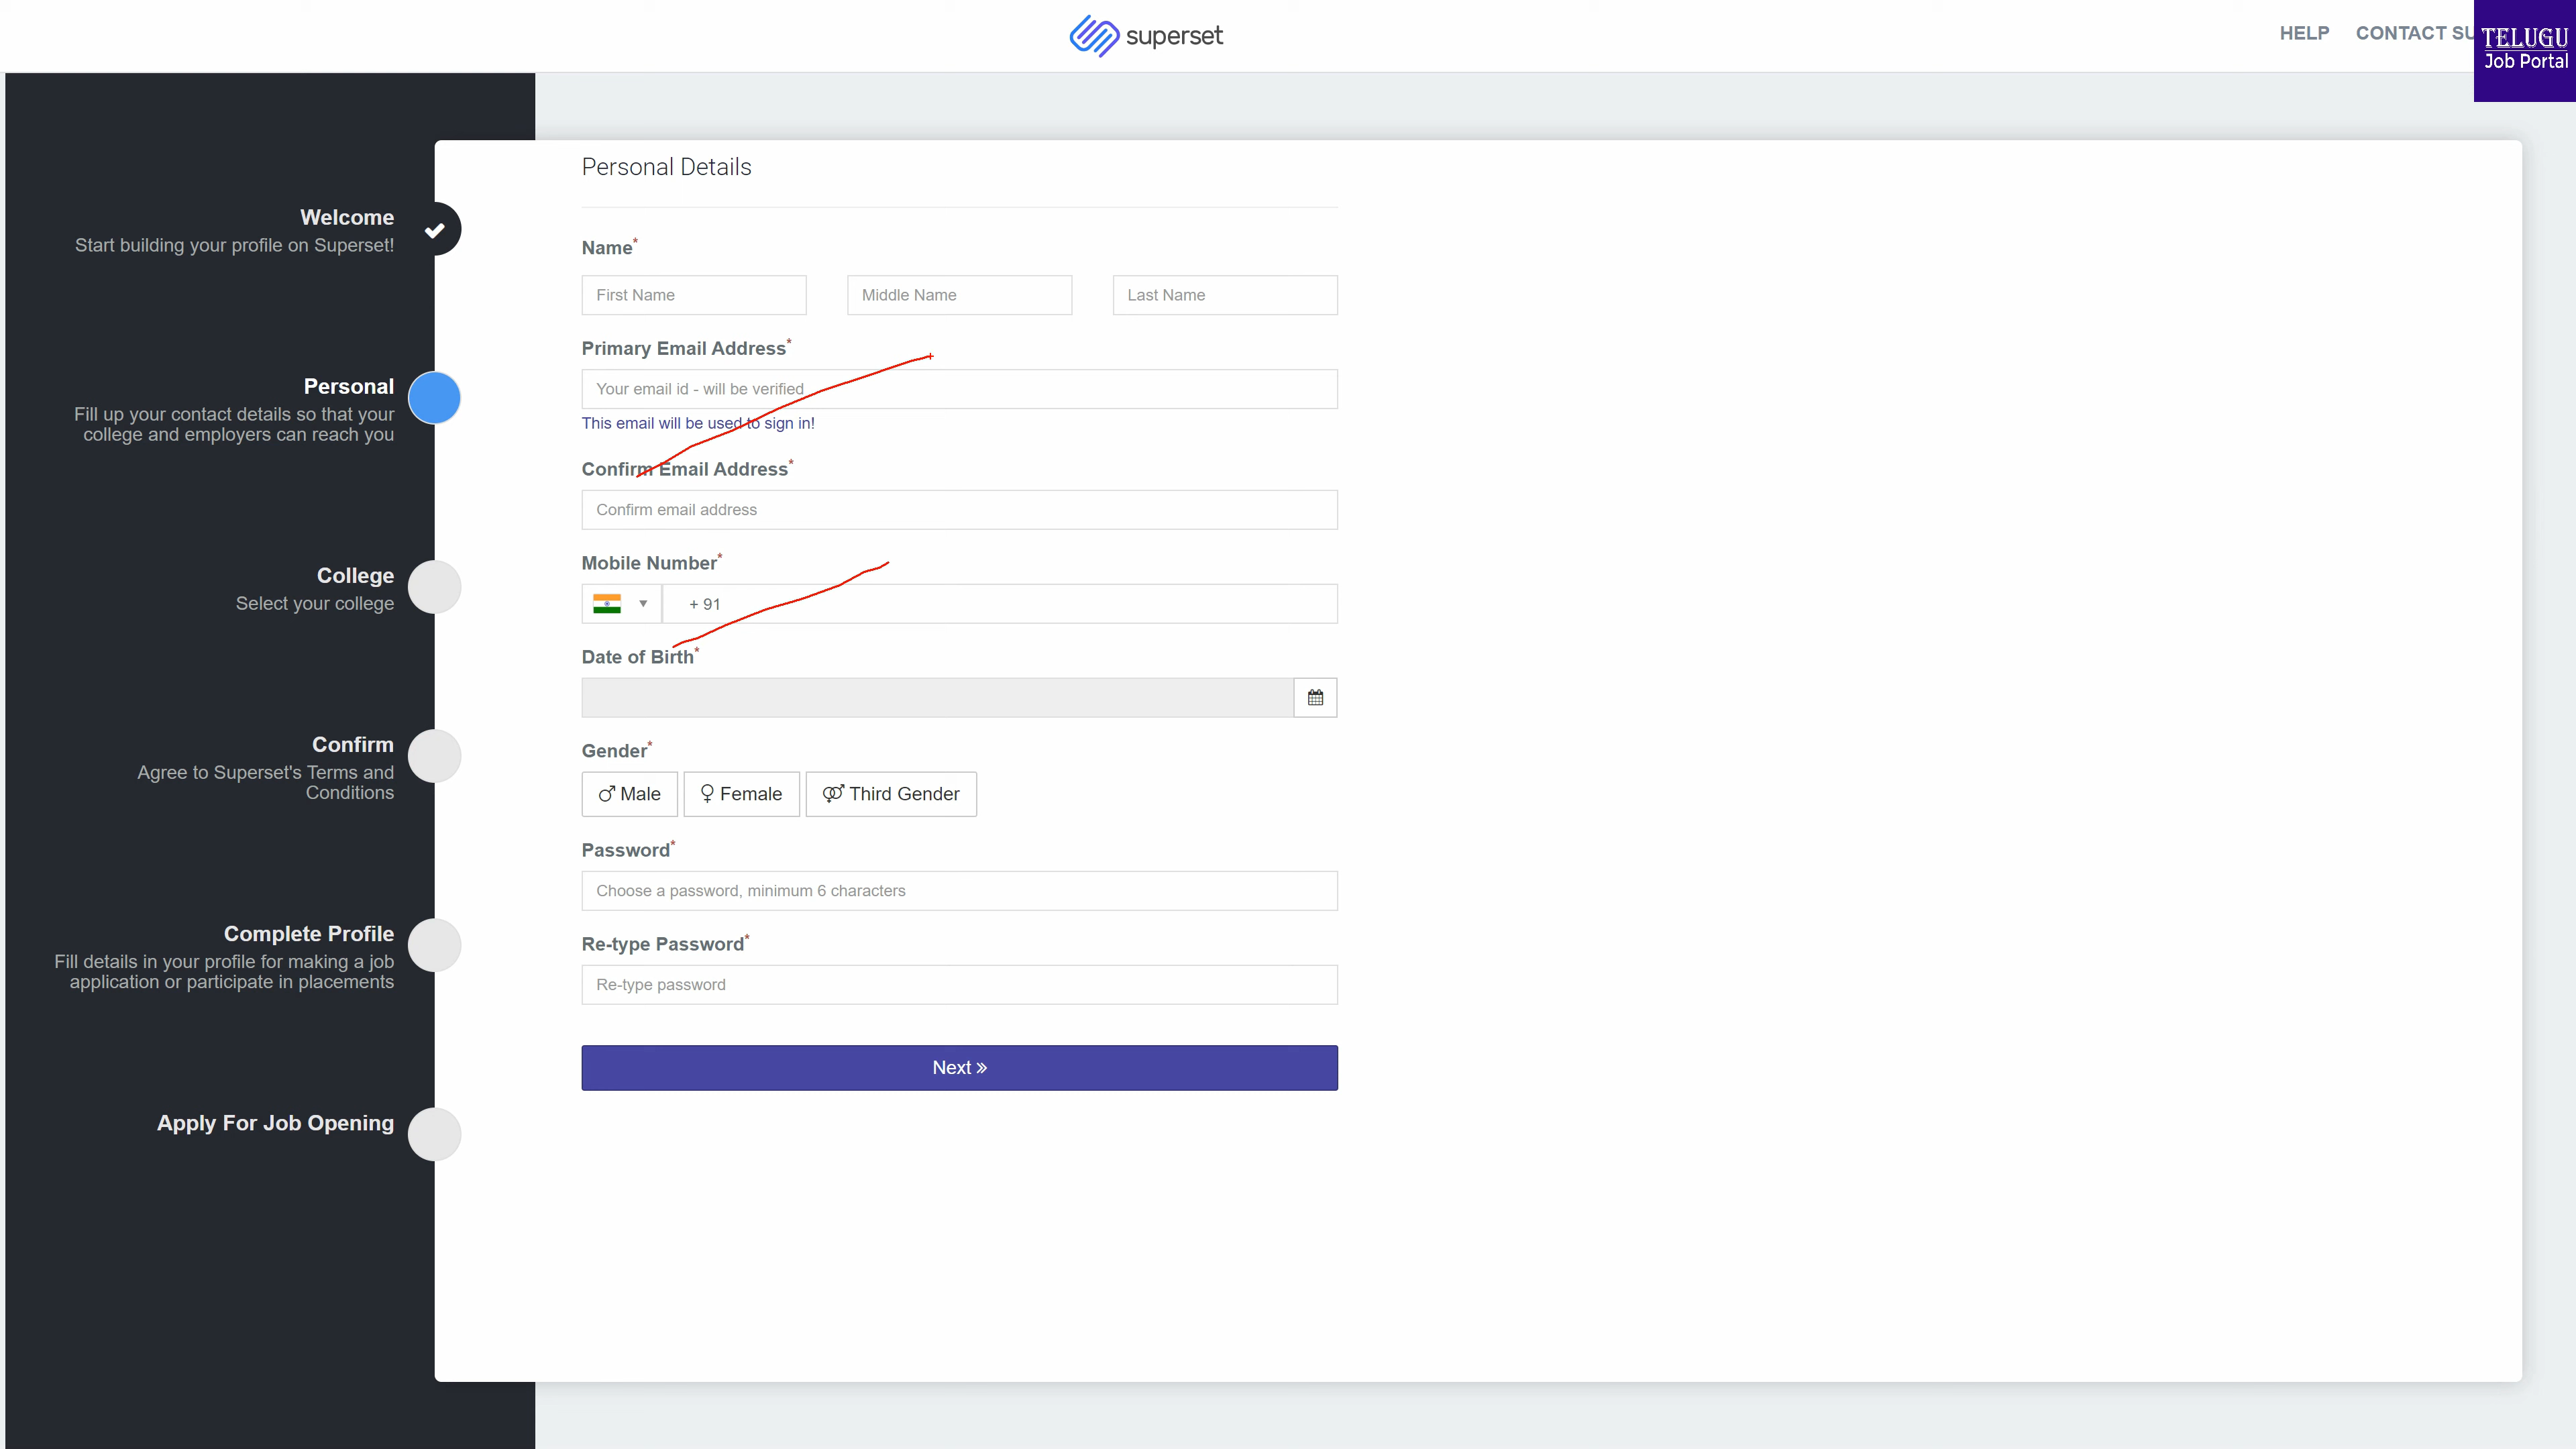 superset
HELP
CONTACT SU
TELUGU
Job Portal
Welcome
Start building your profile on Superset!
Personal
Fill up your contact details so that your
college and employers can reach you
College
Select your college
Confirm
Agree to Superset's Terms and
Conditions
Complete Profile
Fill details in your profile for making a job
application or participate in placements
Apply For Job Opening
Personal Details
Name*
First Name
Middle Name
Last Name
Primary Email Address*
Your email id - will be verified
This email will be used to sign in!
Confirm Email Address*
Confirm email address
Mobile Number*
+ 91
Date of Birth*
Gender*
Male
Female
Third Gender
Password*
Choose a password, minimum 6 characters
Re-type Password*
Re-type password
Next »